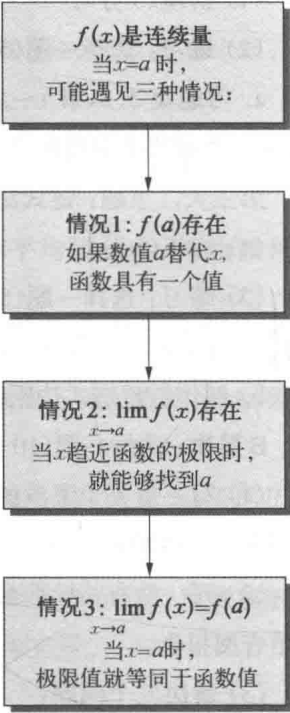 f(x)是连续量
当x=a时,
可能遇见三种情况:
情况1: f(a)存在
如果数值a替代x,
函数具有一个值
情况2: lim f(x)存在
x→a
当x趋近函数的极限时,
就能够找到a
情况3: lim f(x)=f(a)
x→a
当x=a时,
极限值就等同于函数值